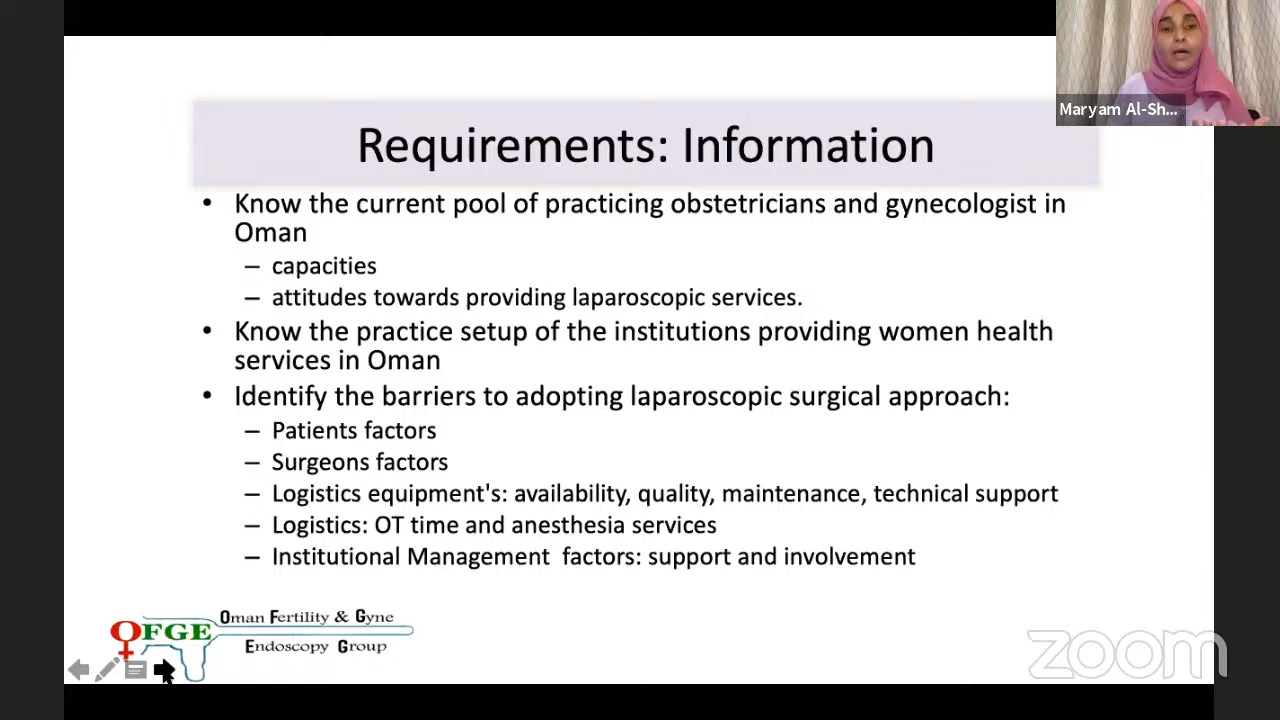 Maryam Al-Sh...
Requirements: Information
• Know the current pool of practicing obstetricians and gynecologist in
Oman
– capacities
– attitudes towards providing laparoscopic services.
• Know the practice setup of the institutions providing women health
services in Oman
• Identify the barriers to adopting laparoscopic surgical approach:
– Patients factors
– Surgeons factors
– Logistics equipment's: availability, quality, maintenance, technical support
– Logistics: OT time and anesthesia services
– Institutional Management  factors: support and involvement
OFGE
Oman Fertility & Gyne
Endoscopy Group
zoom